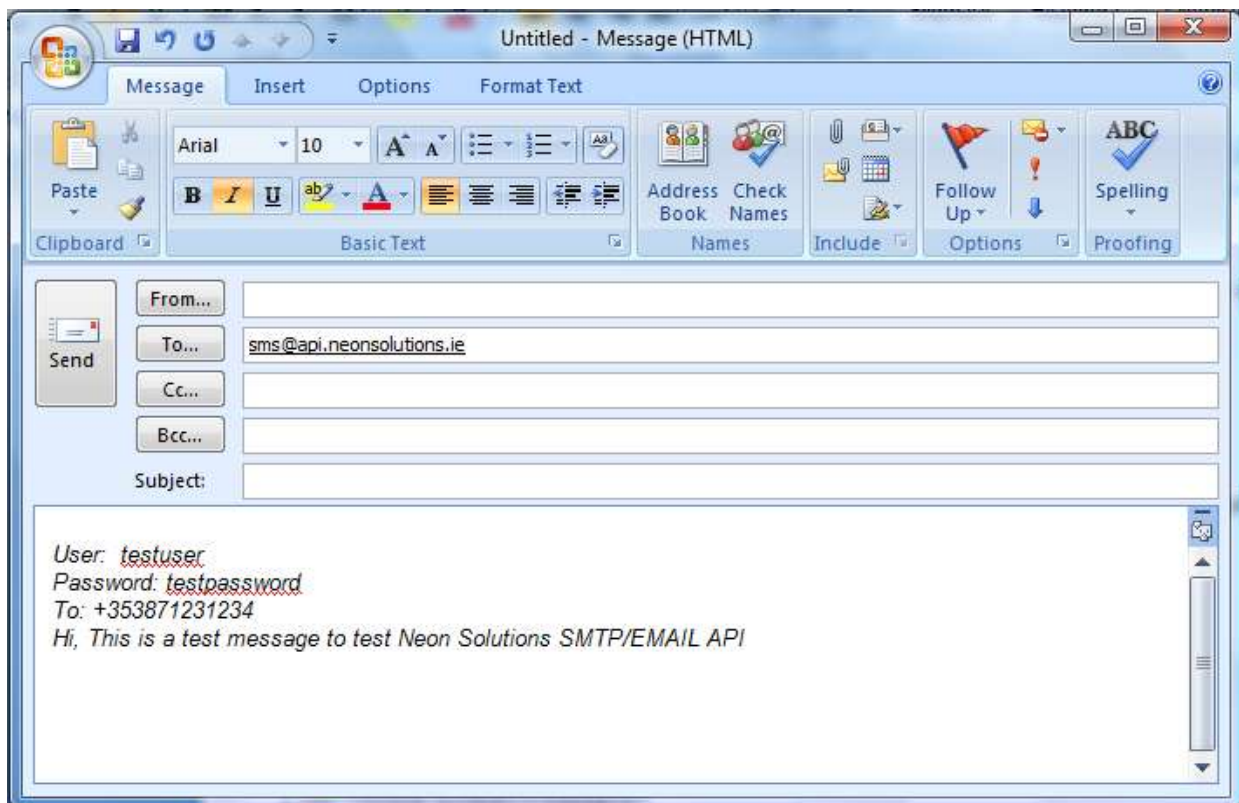 Untitled - Message (HTML)
Message Insert Options Format Text
Arial 10
Paste
B I U
Address Book
Check Names
Follow Up
ABC
Spelling
Clipboard Basic Text Names Include Options Proofing
Send
From...
To... sms@api.neonsolutions.ie
Cc...
Bcc...
Subject:
User: testuser
Password: testpassword
To: +353871231234
Hi, This is a test message to test Neon Solutions SMTP/EMAIL API